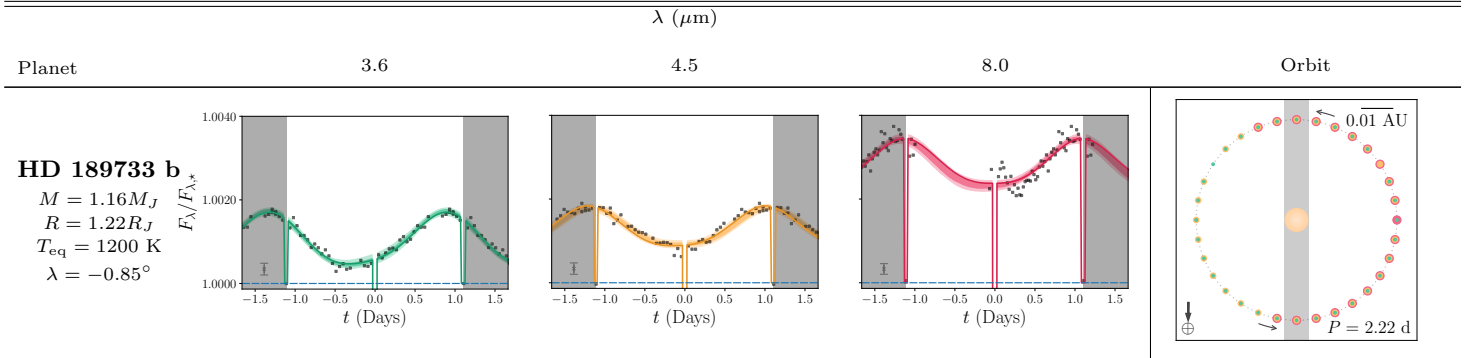 λ (μm)
Planet 3.6 4.5 8.0 Orbit
HD 189733 b
M = 1.16M_J
R = 1.22R_J
T_eq = 1200 K
λ = −0.85°
F_λ/F_λ,⋆
1.0040
1.0020
1.0000
−1.5 −1.0 −0.5 0.0 0.5 1.0 1.5
t (Days)
−1.5 −1.0 −0.5 0.0 0.5 1.0 1.5
t (Days)
−1.5 −1.0 −0.5 0.0 0.5 1.0 1.5
t (Days)
0.01 AU
⊕
P = 2.22 d